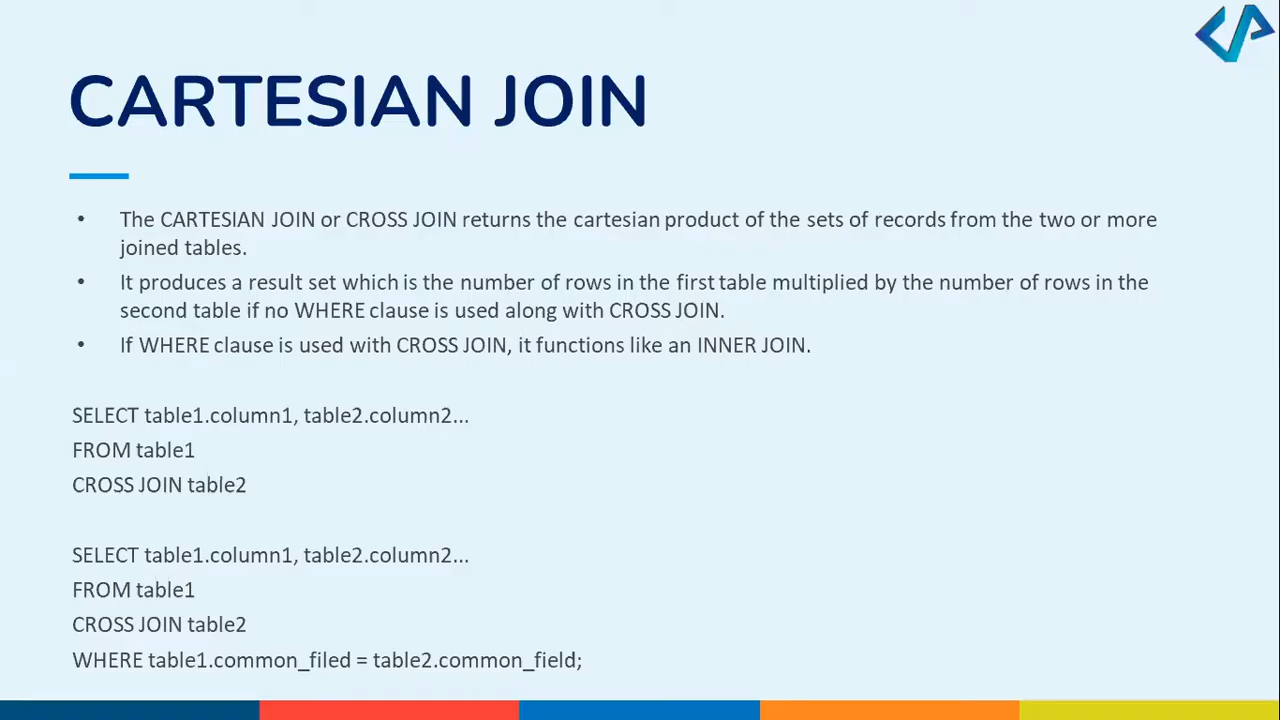 CARTESIAN JOIN
• The CARTESIAN JOIN or CROSS JOIN returns the cartesian product of the sets of records from the two or more
joined tables.
• It produces a result set which is the number of rows in the first table multiplied by the number of rows in the
second table if no WHERE clause is used along with CROSS JOIN.
• If WHERE clause is used with CROSS JOIN, it functions like an INNER JOIN.
SELECT table1.column1, table2.column2...
FROM table1
CROSS JOIN table2
SELECT table1.column1, table2.column2...
FROM table1
CROSS JOIN table2
WHERE table1.common_filed = table2.common_field;